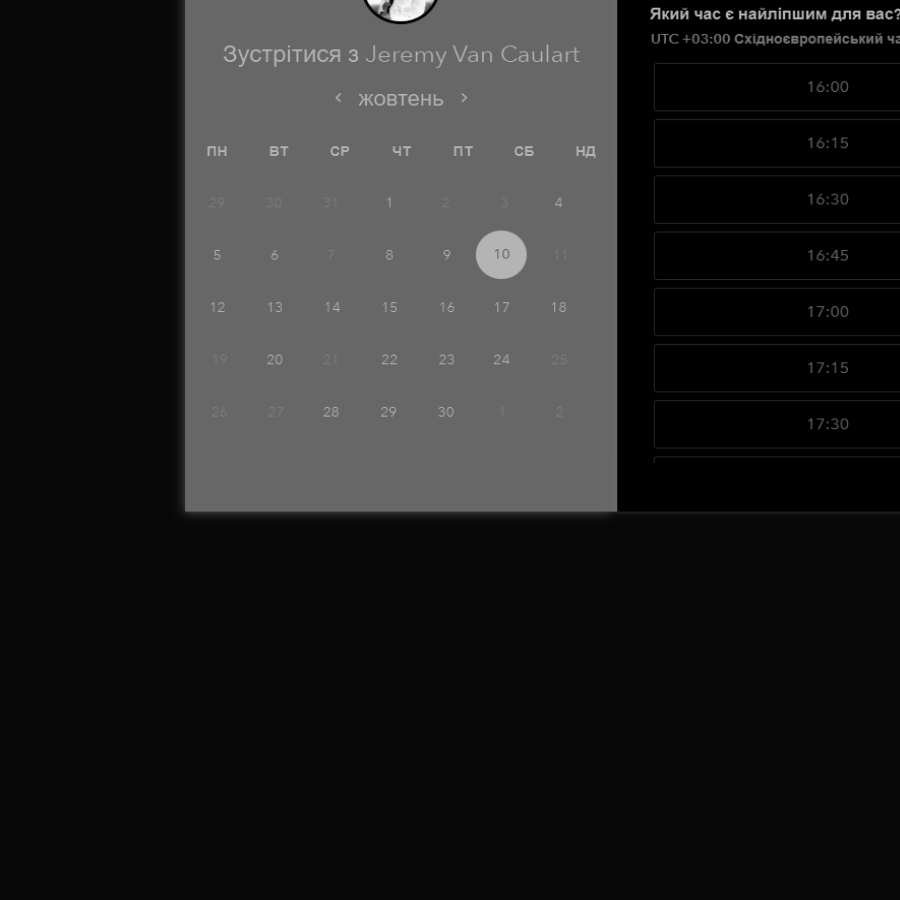 Зустрітися з Jeremy Van Caulart
< жовтень >
ПН ВТ СР ЧТ ПТ СБ НД
29 30 31 1 2 3 4
5 6 7 8 9 10 11
12 13 14 15 16 17 18
19 20 21 22 23 24 25
26 27 28 29 30 1 2
Який час є найліпшим для вас?
UTC +03:00 Східноєвропейський
16:00
16:15
16:30
16:45
17:00
17:15
17:30